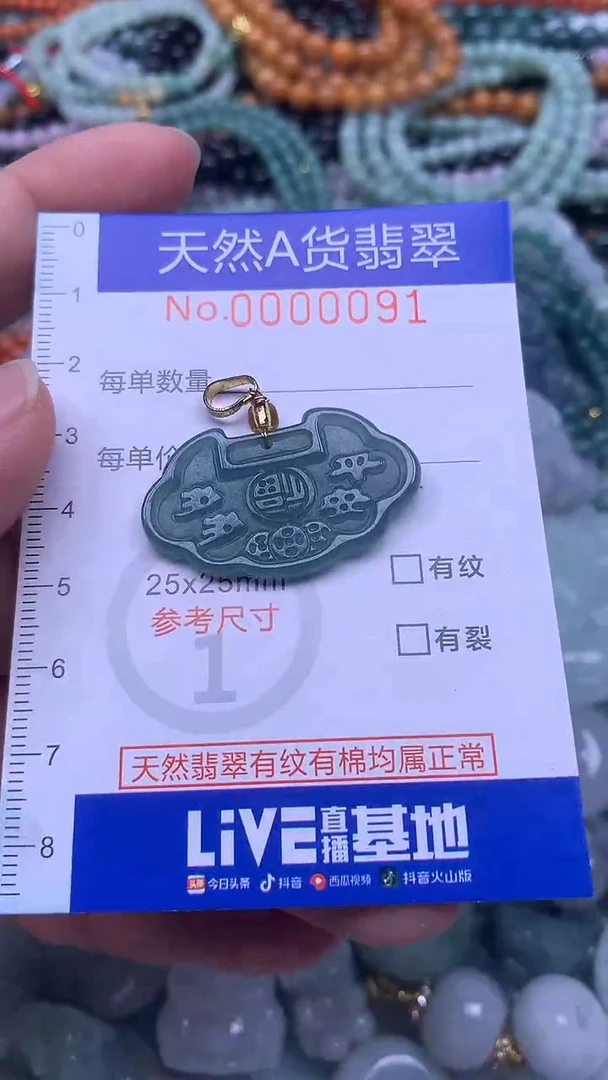 天然A货翡翠
0
No.0000091
1
2
每单数量
3
每单价
4
福
5
25x25mm
有纹
参考尺寸
有裂
1
6
7
天然翡翠有纹有棉均属正常
LiVE直播基地
8
头条 今日头条 抖音 西瓜视频 抖音火山版